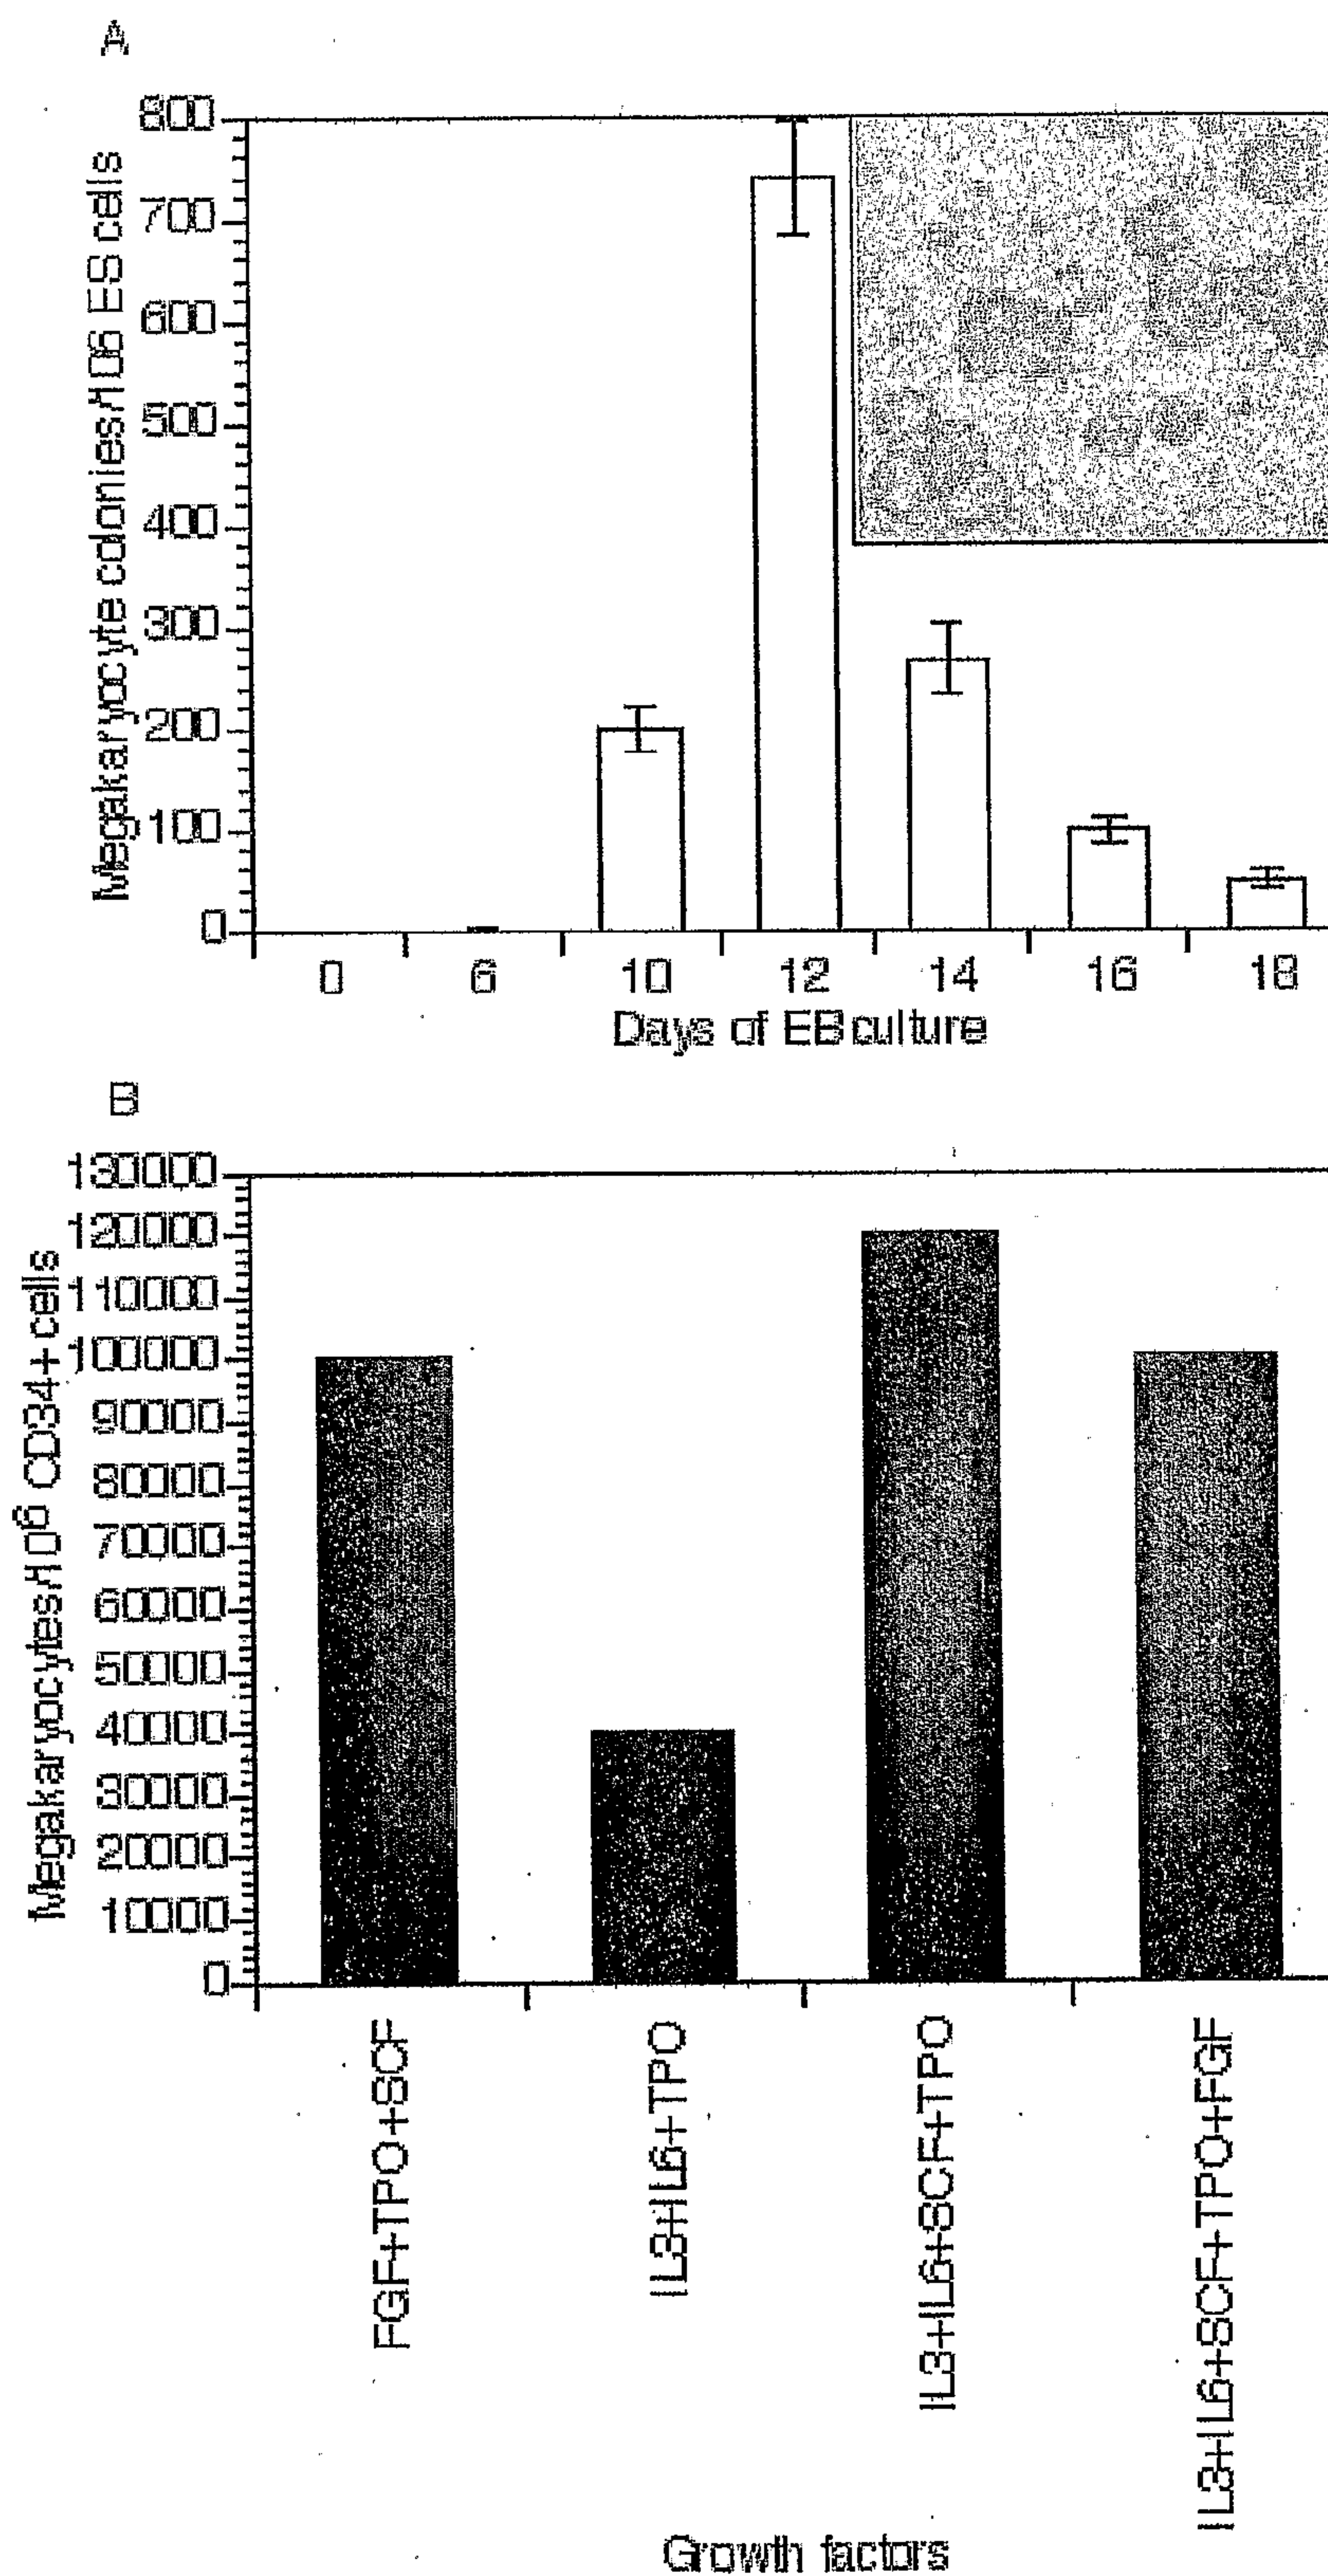 A
800
700
600
500
400
300
200
100
0
Megakaryocyte colonies/106 ES cells
0 6 10 12 14 16 18
Days of EB culture
B
130000
120000
110000
100000
90000
80000
70000
60000
50000
40000
30000
20000
10000
0
Megakaryocytes/10⁶ CD34+ cells
FGF+TPO+SCF
IL3+IL6+TPO
IL3+IL6+SCF+TPO
IL3+IL6+SCF+TPO+FGF
Growth factors